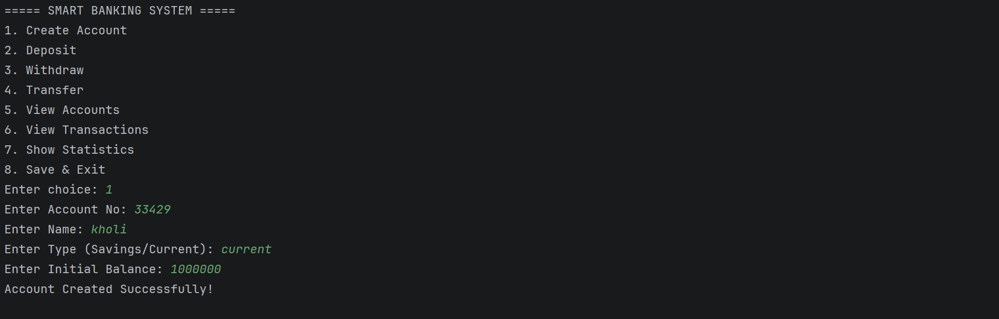 ===== SMART BANKING SYSTEM =====
1. Create Account
2. Deposit
3. Withdraw
4. Transfer
5. View Accounts
6. View Transactions
7. Show Statistics
8. Save & Exit
Enter choice: 1
Enter Account No: 33429
Enter Name: kholi
Enter Type (Savings/Current): current
Enter Initial Balance: 1000000
Account Created Successfully!